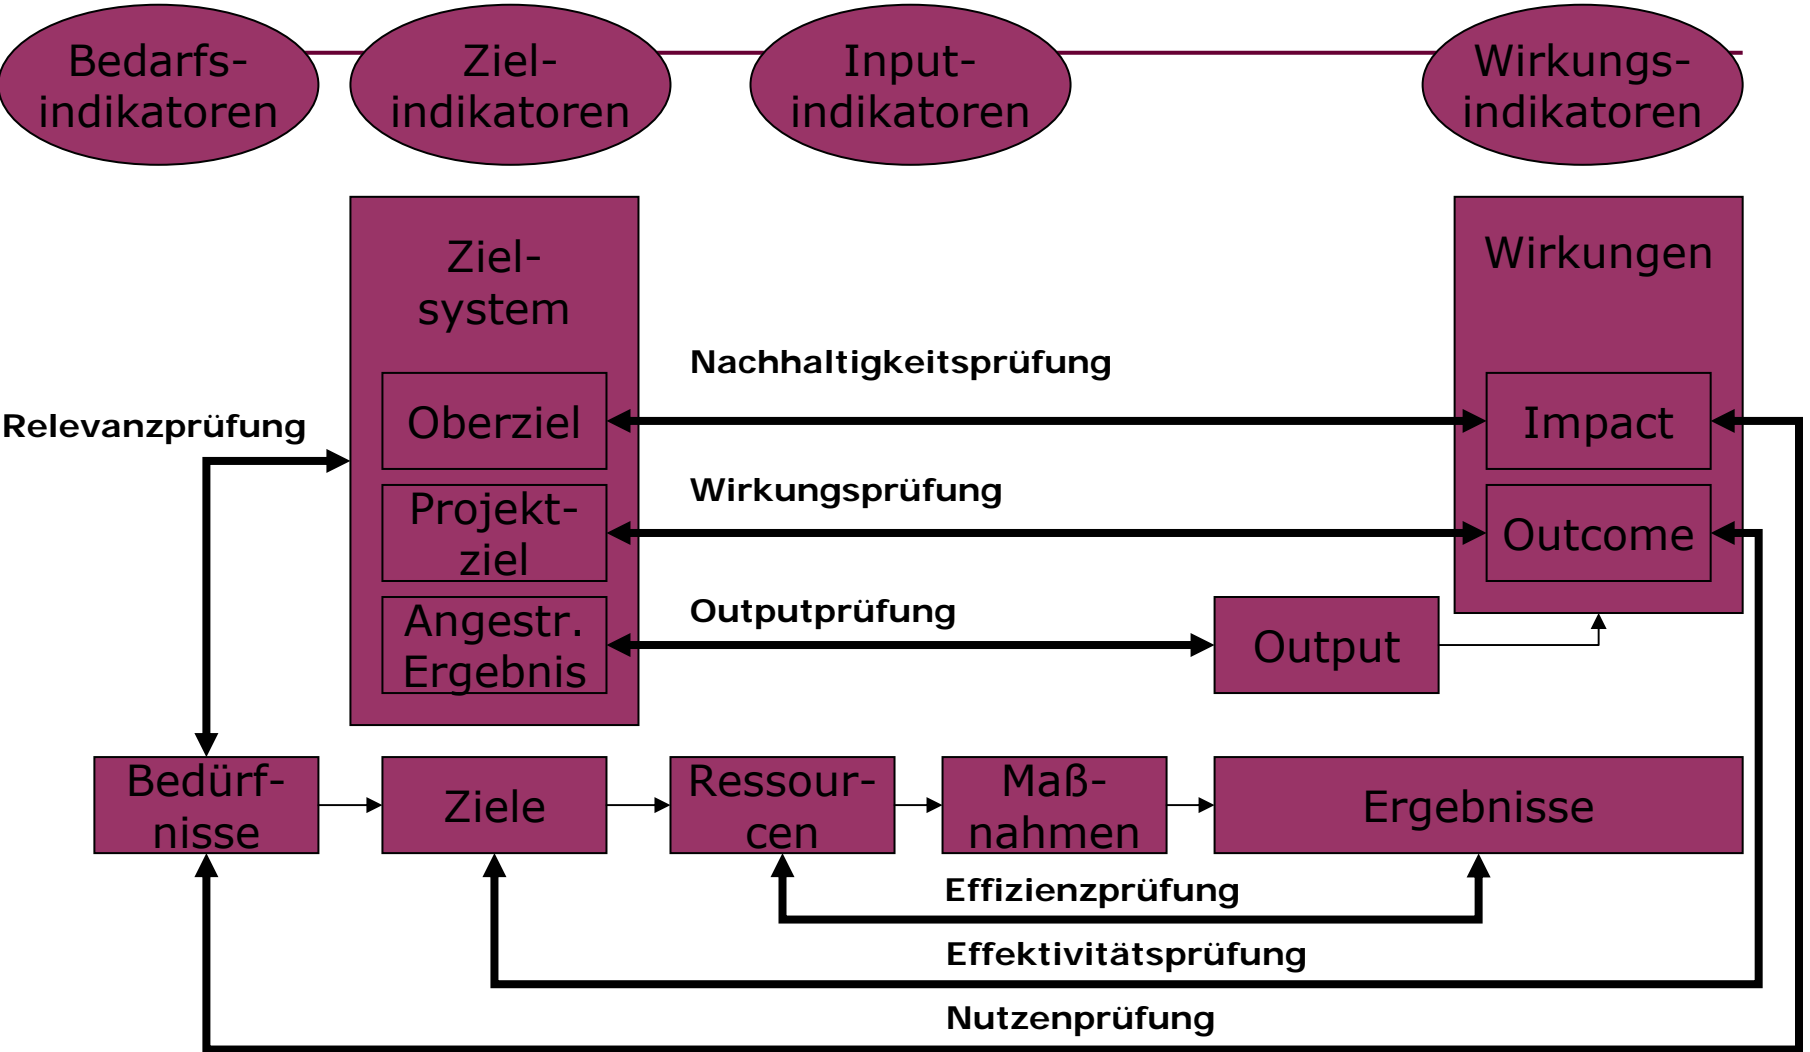 Bedarfs-
indikatoren
Ziel-
indikatoren
Input-
indikatoren
Wirkungs-
indikatoren
Ziel-
system
Wirkungen
Nachhaltigkeitsprüfung
Relevanzprüfung
Oberziel
Impact
Wirkungsprüfung
Projekt-
ziel
Outcome
Outputprüfung
Angestr.
Ergebnis
Output
Bedürf-
nisse
Ziele
Ressour-
cen
Maß-
nahmen
Ergebnisse
Effizienzprüfung
Effektivitätsprüfung
Nutzenprüfung